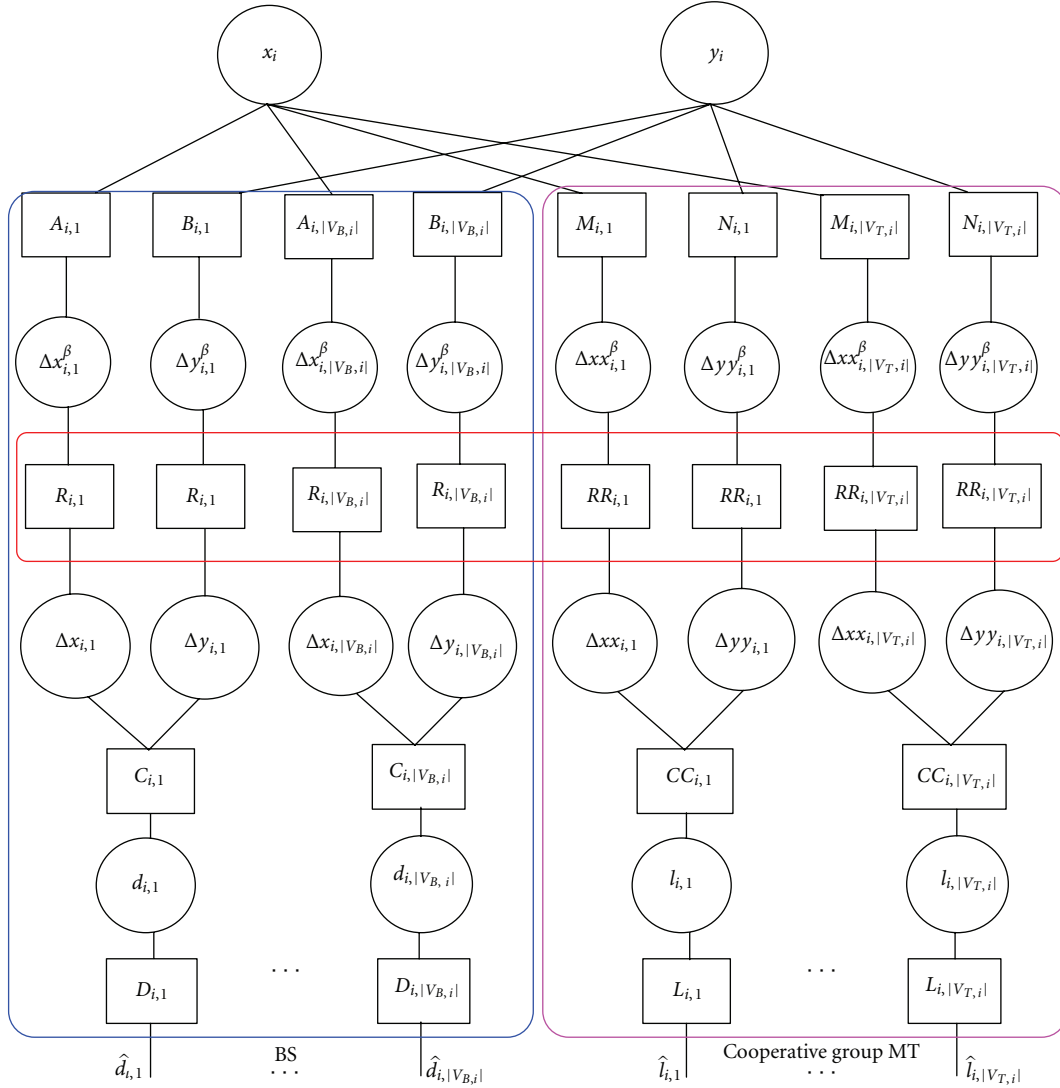 x_i y_i
A_{i,1} B_{i,1} A_{i,|V_{B,i}|} B_{i,|V_{B,i}|} M_{i,1} N_{i,1} M_{i,|V_{T,i}|} N_{i,|V_{T,i}|}
Δx^β_{i,1} Δy^β_{i,1} Δx^β_{i,|V_{B,i}|} Δy^β_{i,|V_{B,i}|} Δxx^β_{i,1} Δyy^β_{i,1} Δxx^β_{i,|V_{T,i}|} Δyy^β_{i,|V_{T,i}|}
R_{i,1} R_{i,1} R_{i,|V_{B,i}|} R_{i,|V_{B,i}|} RR_{i,1} RR_{i,1} RR_{i,|V_{T,i}|} RR_{i,|V_{T,i}|}
Δx_{i,1} Δy_{i,1} Δx_{i,|V_{B,i}|} Δy_{i,|V_{B,i}|} Δxx_{i,1} Δyy_{i,1} Δxx_{i,|V_{T,i}|} Δyy_{i,|V_{T,i}|}
C_{i,1} C_{i,|V_{B,i}|} CC_{i,1} CC_{i,|V_{T,i}|}
d_{i,1} d_{i,|V_{B,i}|} l_{i,1} l_{i,|V_{T,i}|}
D_{i,1} ... D_{i,|V_{B,i}|} L_{i,1} ... L_{i,|V_{T,i}|}
BS Cooperative group MT
d̂_{ı,1} ... d̂_{i,|V_{B,i}|} l̂_{i,1} ... l̂_{i,|V_{T,i}|}